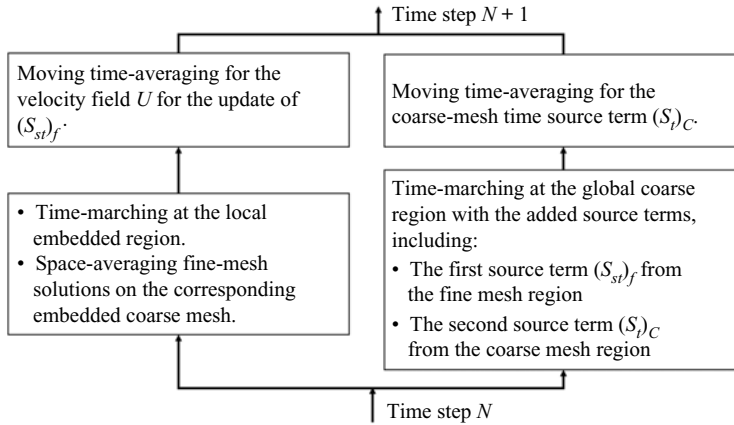 Time step N + 1
Moving time-averaging for the
velocity field U for the update of
(S_{st})_f.
Moving time-averaging for the
coarse-mesh time source term (S_t)_C.
• Time-marching at the local
embedded region.
• Space-averaging fine-mesh
solutions on the corresponding
embedded coarse mesh.
Time-marching at the global coarse
region with the added source terms,
including:
• The first source term (S_{st})_f from
the fine mesh region
• The second source term (S_t)_C
from the coarse mesh region
Time step N